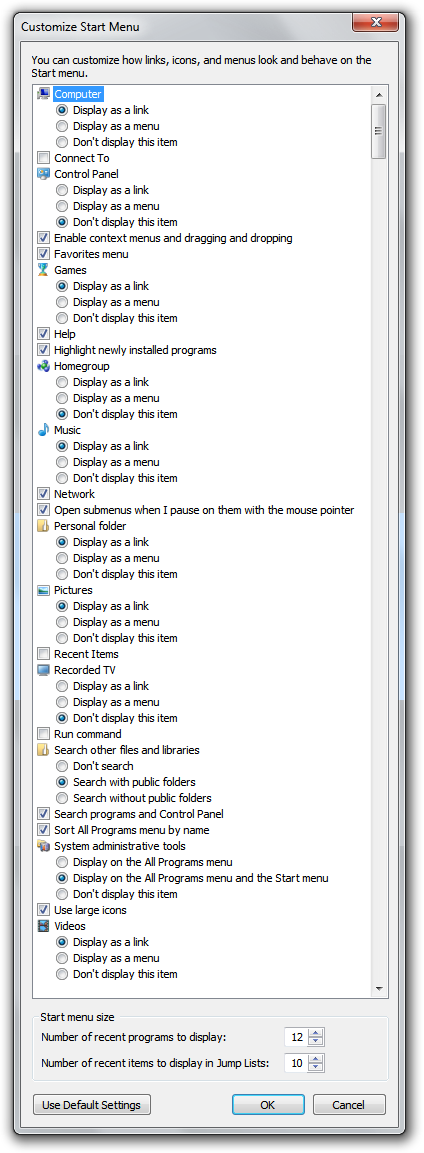 Customize Start Menu
You can customize how links, icons, and menus look and behave on the
Start menu.
Computer
Display as a link
Display as a menu
Don't display this item
Connect To
Control Panel
Display as a link
Display as a menu
Don't display this item
Enable context menus and dragging and dropping
Favorites menu
Games
Display as a link
Display as a menu
Don't display this item
Help
Highlight newly installed programs
Homegroup
Display as a link
Display as a menu
Don't display this item
Music
Display as a link
Display as a menu
Don't display this item
Network
Open submenus when I pause on them with the mouse pointer
Personal folder
Display as a link
Display as a menu
Don't display this item
Pictures
Display as a link
Display as a menu
Don't display this item
Recent Items
Recorded TV
Display as a link
Display as a menu
Don't display this item
Run command
Search other files and libraries
Don't search
Search with public folders
Search without public folders
Search programs and Control Panel
Sort All Programs menu by name
System administrative tools
Display on the All Programs menu
Display on the All Programs menu and the Start menu
Don't display this item
Use large icons
Videos
Display as a link
Display as a menu
Don't display this item
Start menu size
Number of recent programs to display: 12
Number of recent items to display in Jump Lists: 10
Use Default Settings OK Cancel